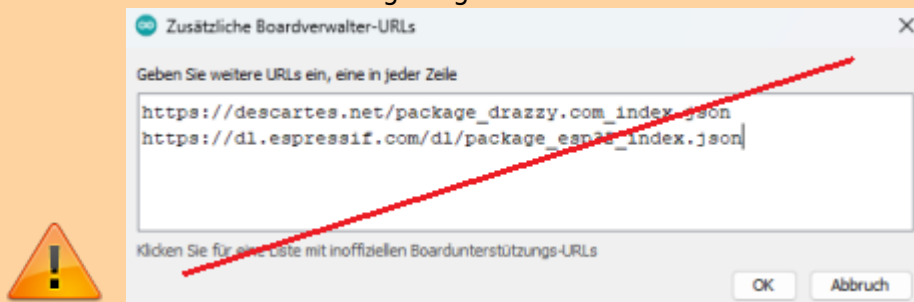 Zusätzliche Boardverwalter-URLs
Geben Sie weitere URLs ein, eine in jeder Zeile
https://descartes.net/package_drazzy.com_index.json
https://dl.espressif.com/dl/package_esp32_index.json
Klicken Sie für eine Liste mit inoffiziellen Boardunterstützungs-URLs
OK Abbruch